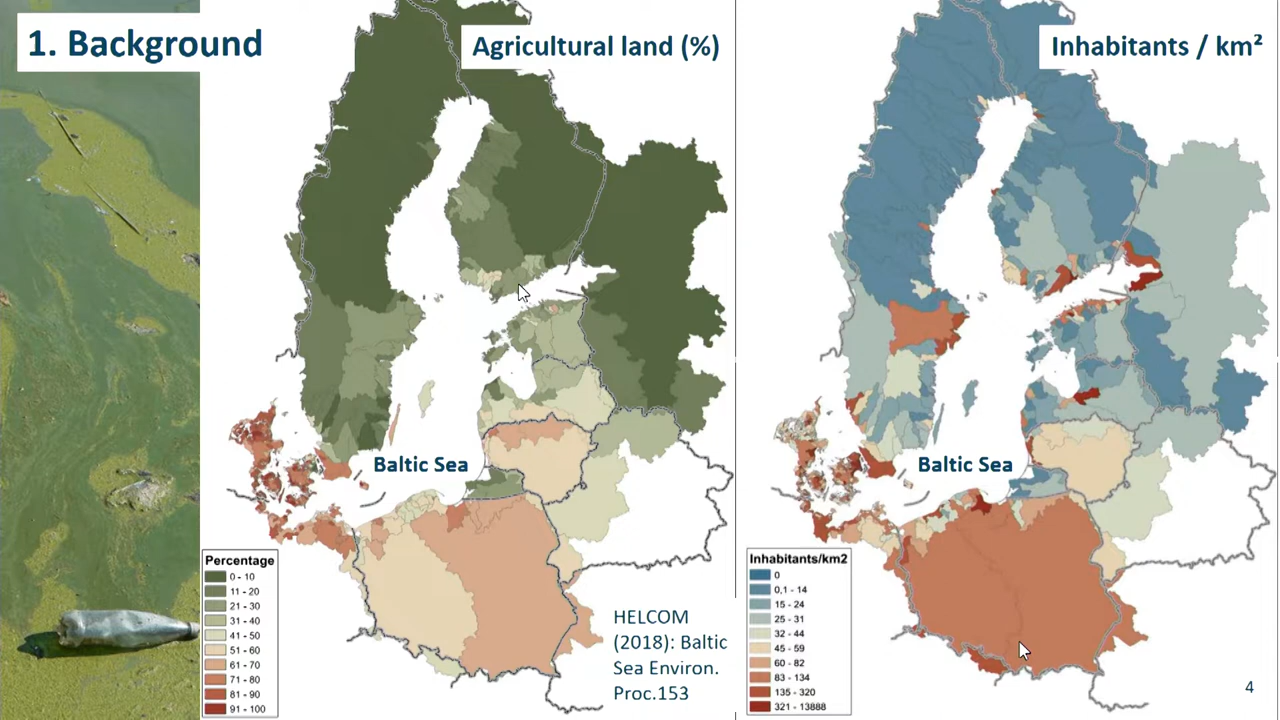 1. Background
Agricultural land (%)
Inhabitants / km²
Baltic Sea
Baltic Sea
Percentage
0 - 10
11 - 20
21 - 30
31 - 40
41 - 50
51 - 60
61 - 70
71 - 80
81 - 90
91 - 100
HELCOM
(2018): Baltic
Sea Environ.
Proc.153
Inhabitants/km2
0
0,1 - 14
15 - 24
25 - 31
32 - 44
45 - 59
60 - 82
83 - 134
135 - 320
321 - 13888
4